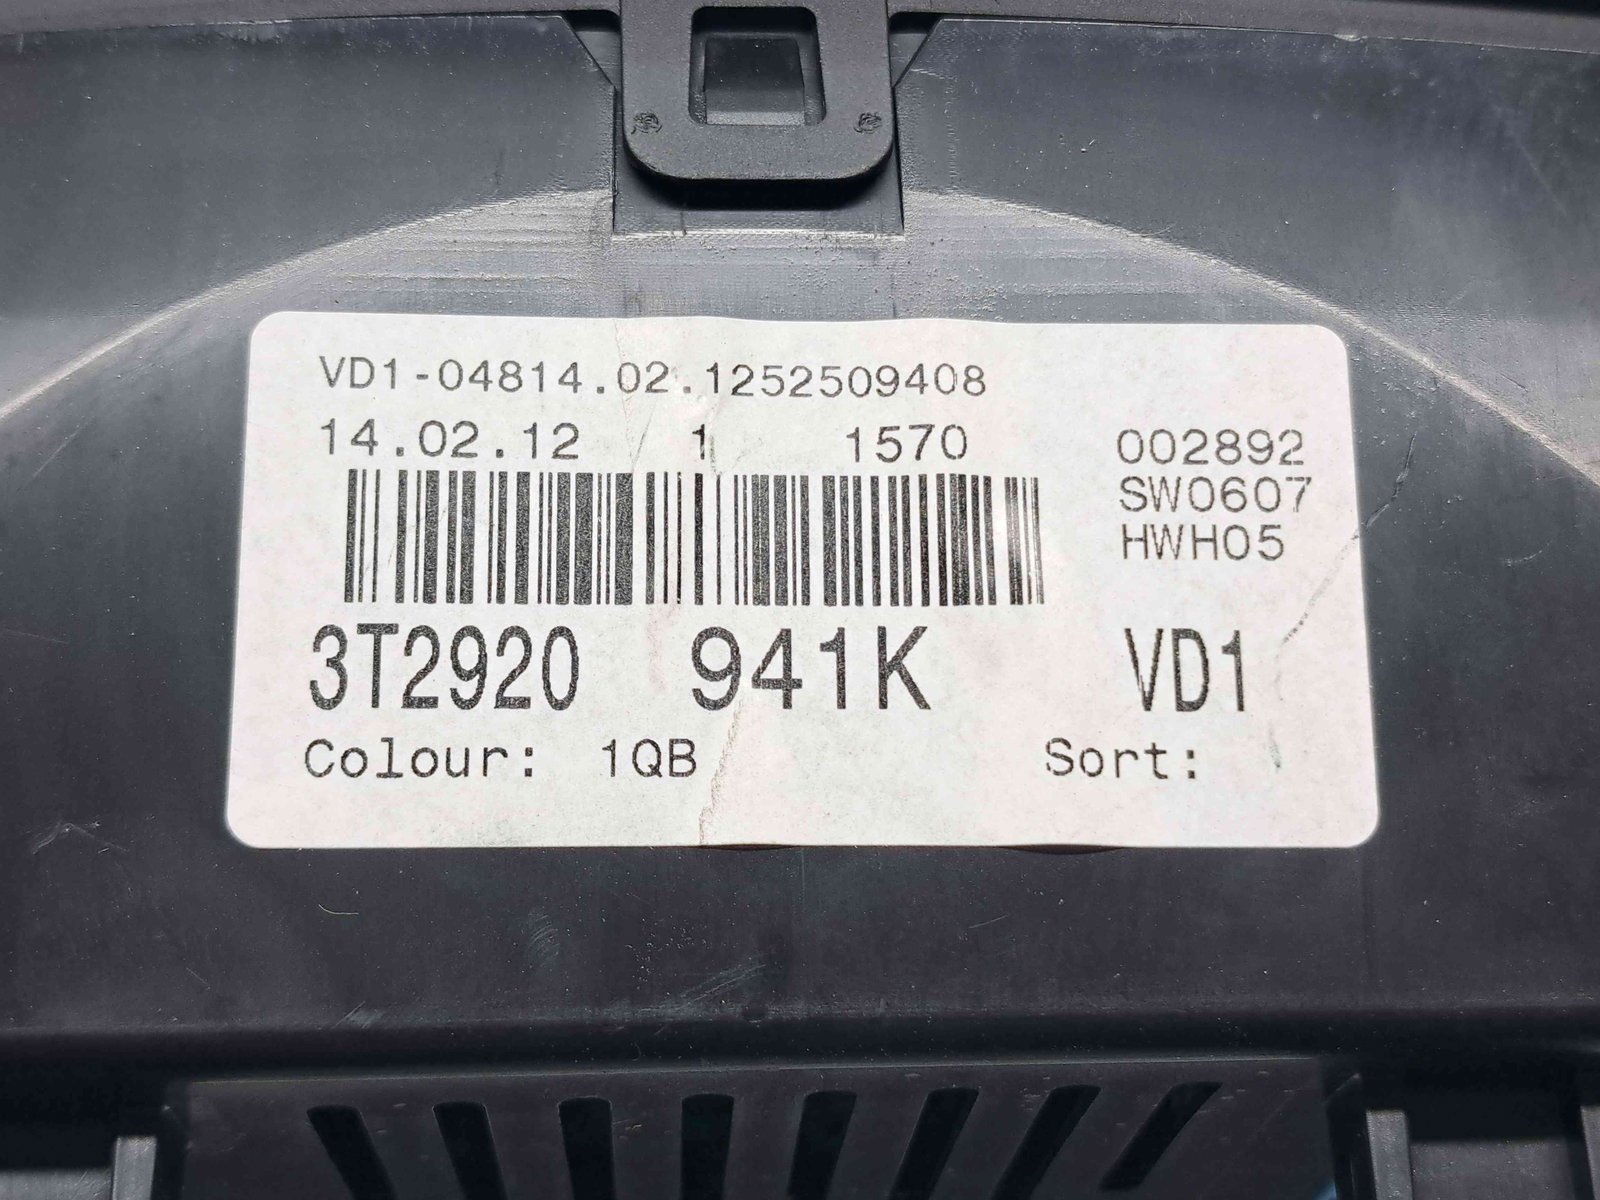 VD1-04814.02.1252509408
14.02.12 1 1570 002892
SW0607
HWH05
3T2920 941K VD1
Colour: 1QB Sort: